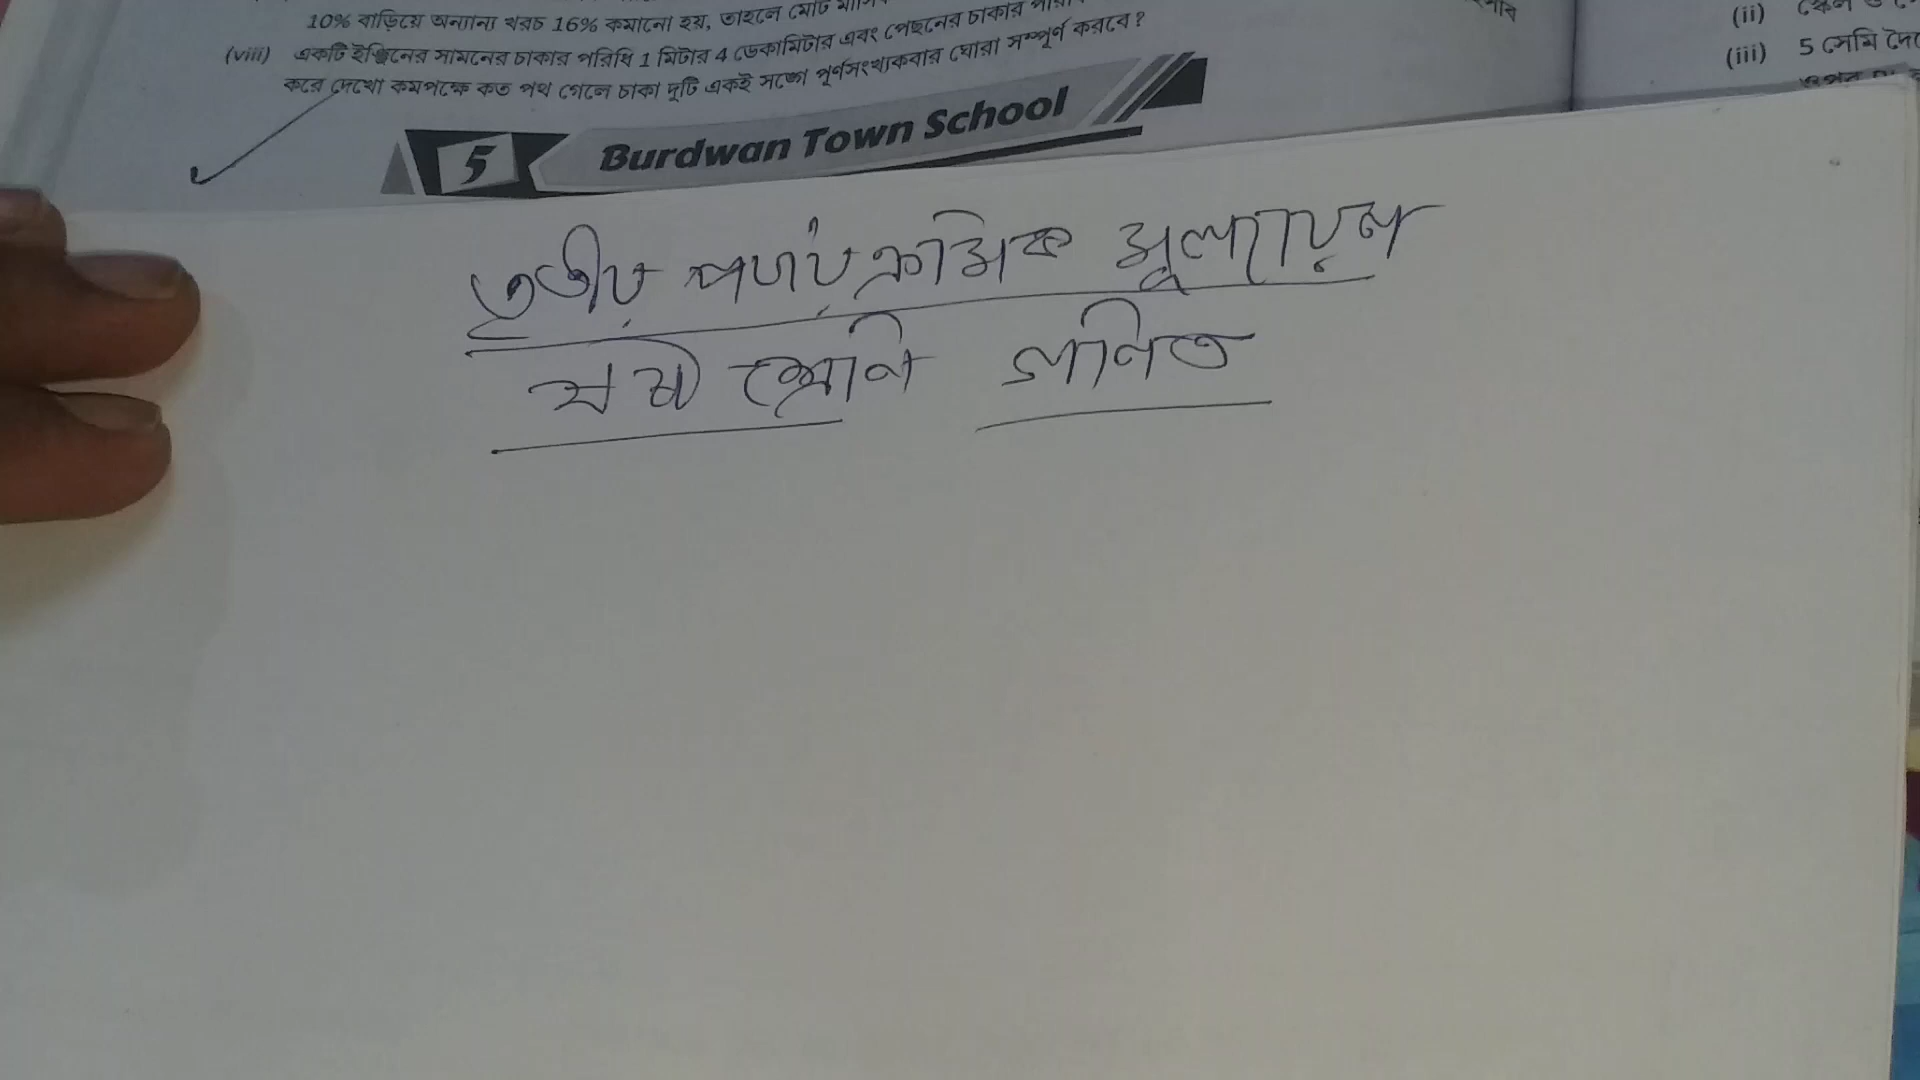 10% বাড়িয়ে অন্যান্য খরচ 16% কমানো হয়, তাহলে মোট
(viii) একটি ইঞ্জিনের সামনের চাকার পরিধি 1 মিটার 4 ডেকামিটার এবং পেছনের চাকার
করে দেখো কমপক্ষে কত পথ গেলে চাকা দুটি একই সঙ্গে পূর্ণসংখ্যকবার ঘোরা সম্পূর্ণ করবে?
(ii)
(iii) 5 সেমি
5 Burdwan Town School
তৃতীয় পর্যায়ক্রমিক মূল্যায়ন
ষষ্ঠ শ্রেনি গনিত